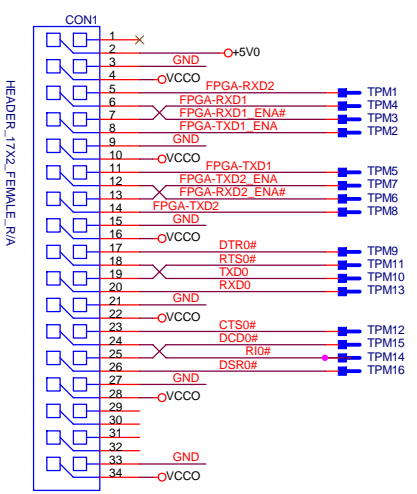 CON1
HEADER_17X2_FEMALE_R/A
1
2 +5V0
3 GND
4 VCCO
5 FPGA-RXD2 TPM1
6 FPGA-RXD1 TPM4
7 FPGA-RXD1_ENA# TPM3
8 FPGA-TXD1_ENA TPM2
9 GND
10 VCCO
11 FPGA-TXD1 TPM5
12 FPGA-TXD2_ENA TPM7
13 FPGA-RXD2_ENA# TPM6
14 FPGA-TXD2 TPM8
15 GND
16 VCCO
17 DTR0# TPM9
18 RTS0# TPM11
19 TXD0 TPM10
20 RXD0 TPM13
21 GND
22 VCCO
23 CTS0# TPM12
24 DCD0# TPM15
25 RI0# TPM14
26 DSR0# TPM16
27 GND
28 VCCO
29
30
31
32
33 GND
34 VCCO